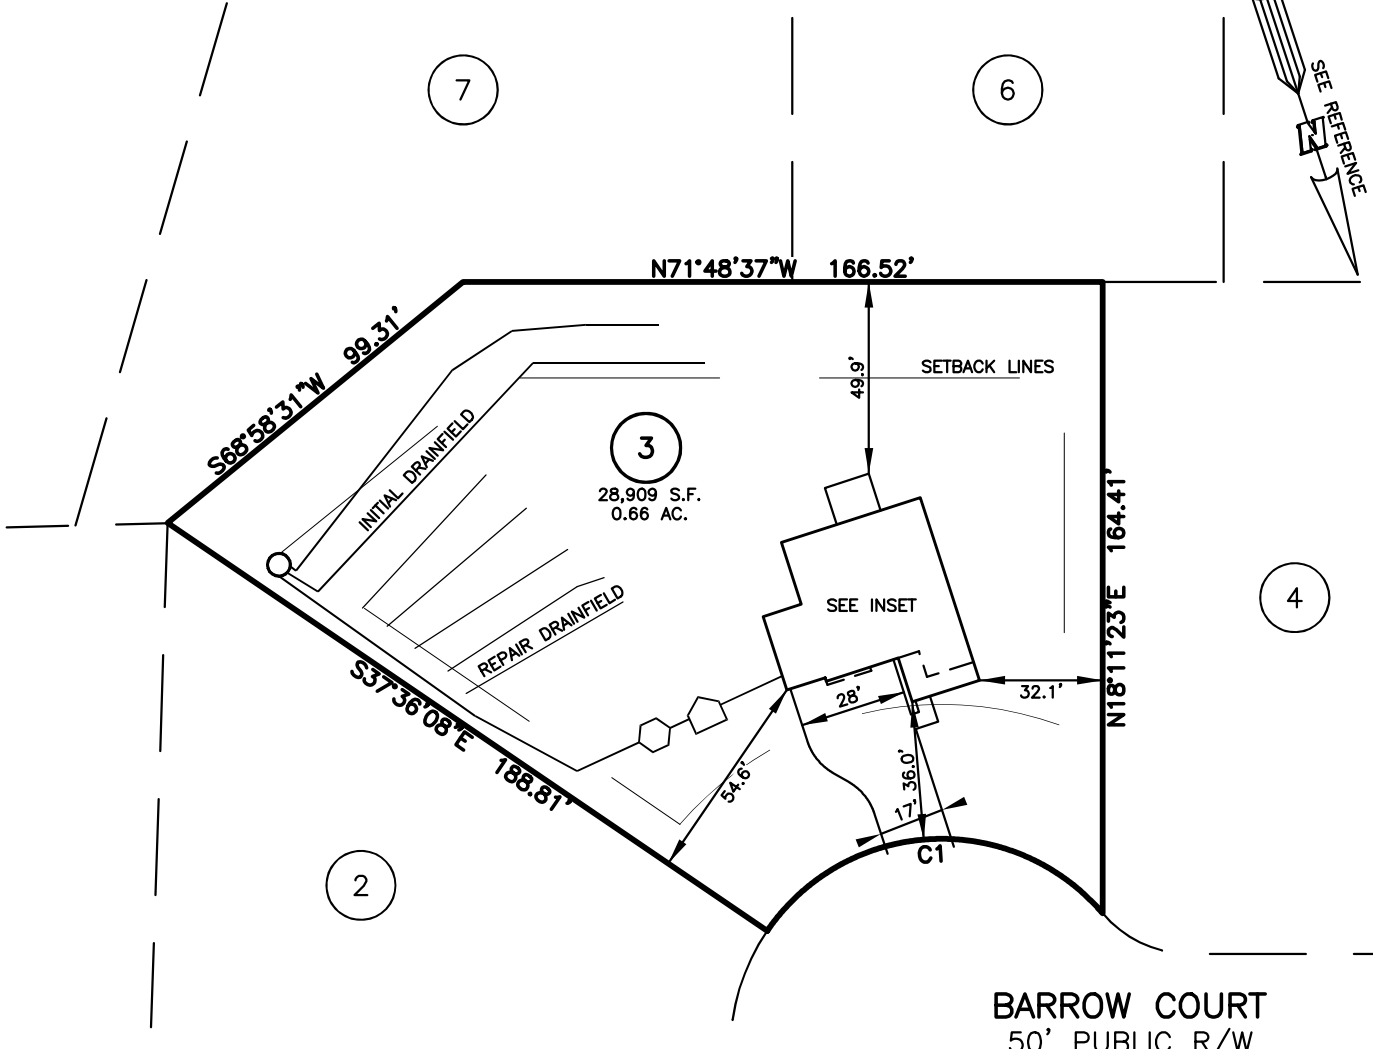 7
6
SEE REFERENCE
N
N71°48'37"W 166.52'
S68°58'31"W 99.31'
49.9'
SETBACK LINES
INITIAL DRAINFIELD
3
28,909 S.F.
0.66 AC.
N18°11'23"E 164.41'
SEE INSET
4
REPAIR DRAINFIELD
S37°36'08"E 188.81'
28'
32.1'
54.6'
36.0'
17'
C1
2
BARROW COURT
50' PUBLIC R/W